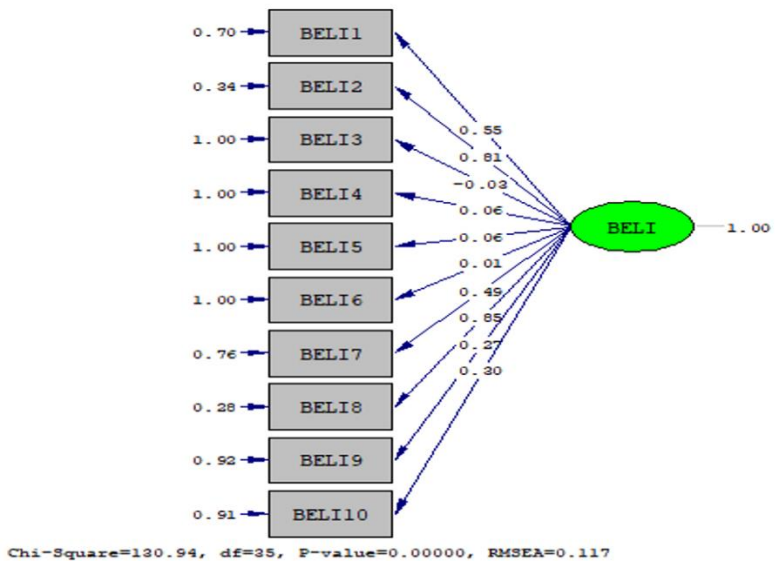 0.70 BELI1
0.34 BELI2
1.00 BELI3
1.00 BELI4
1.00 BELI5
1.00 BELI6
0.76 BELI7
0.28 BELI8
0.92 BELI9
0.91 BELI10
0.55
0.81
-0.03
0.06
0.06
0.01
0.49
0.85
0.27
0.30
BELI 1.00
Chi-Square=130.94, df=35, P-value=0.00000, RMSEA=0.117